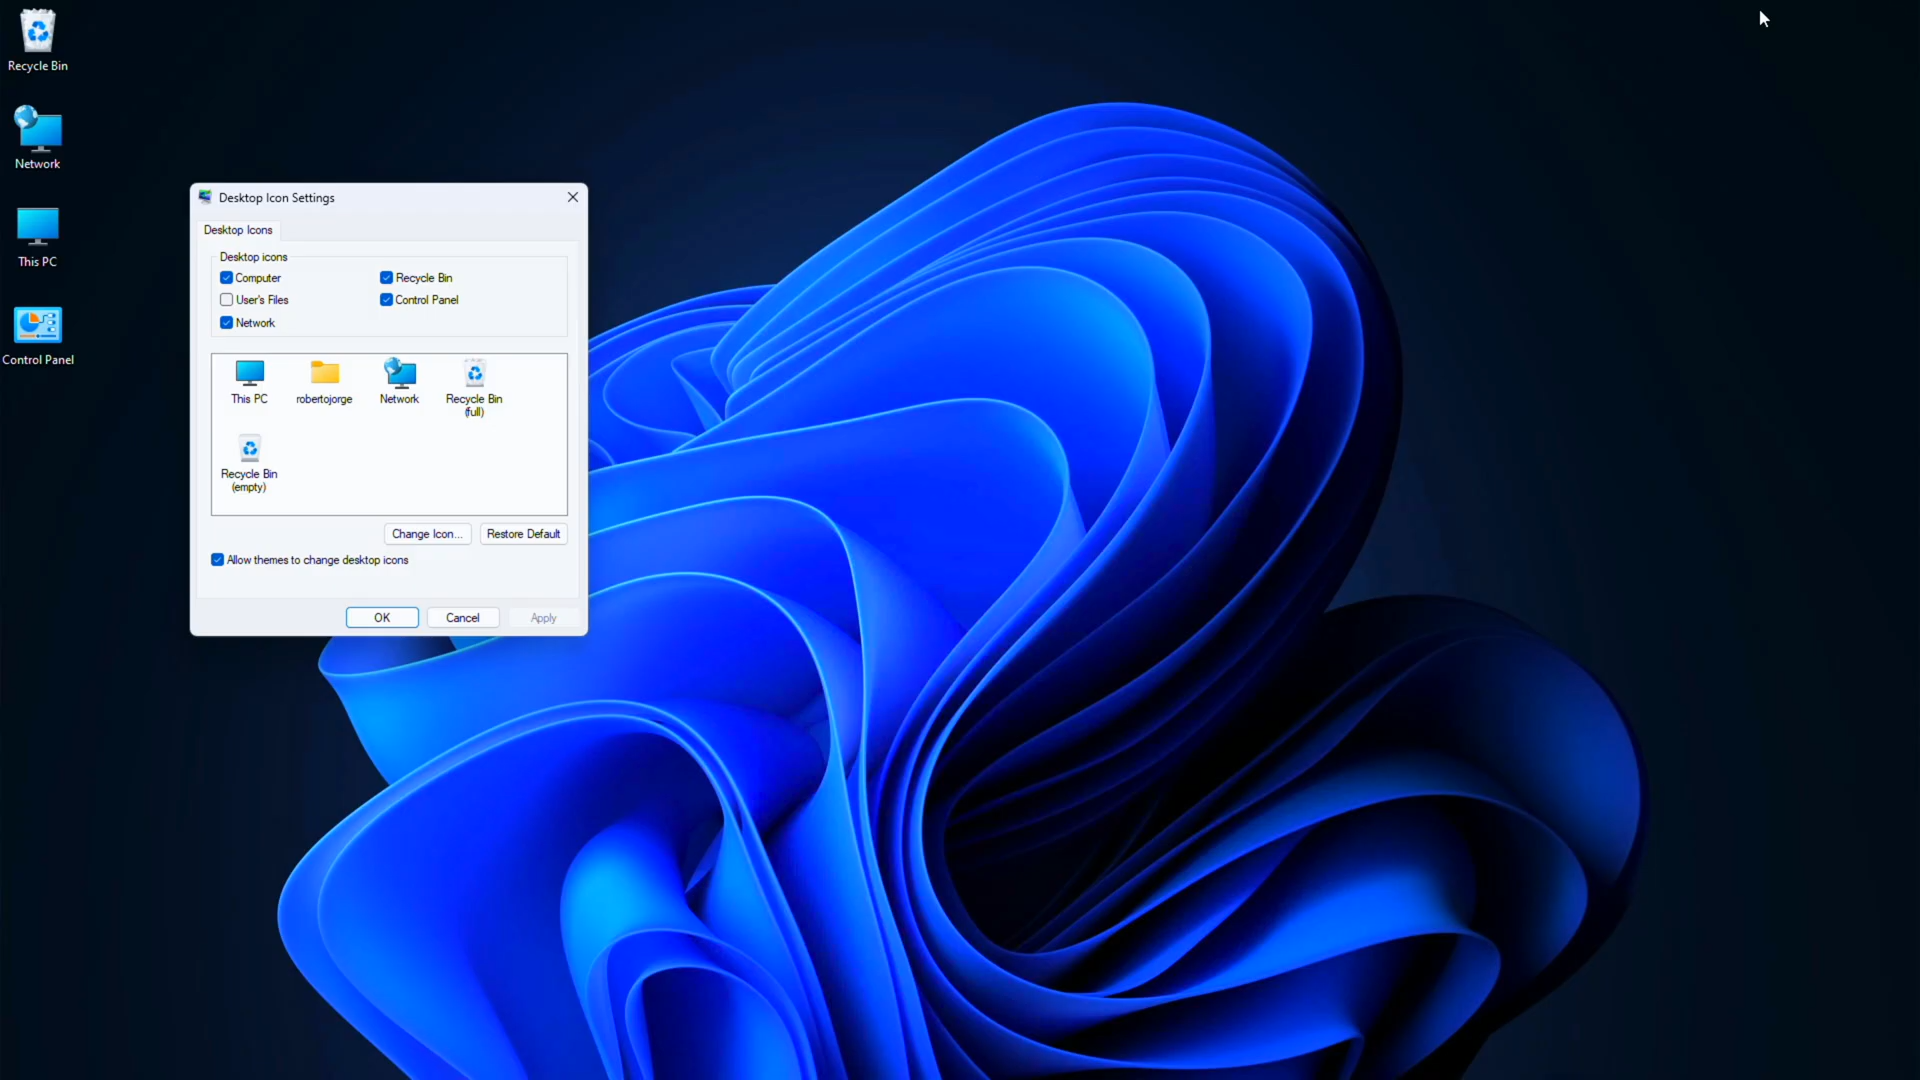 Recycle Bin
Network
This PC
Control Panel
Desktop Icon Settings
Desktop Icons
Desktop icons
Computer
Recycle Bin
User's Files
Control Panel
Network
This PC
robertojorge
Network
Recycle Bin
(full)
Recycle Bin
(empty)
Change Icon...
Restore Default
Allow themes to change desktop icons
OK
Cancel
Apply